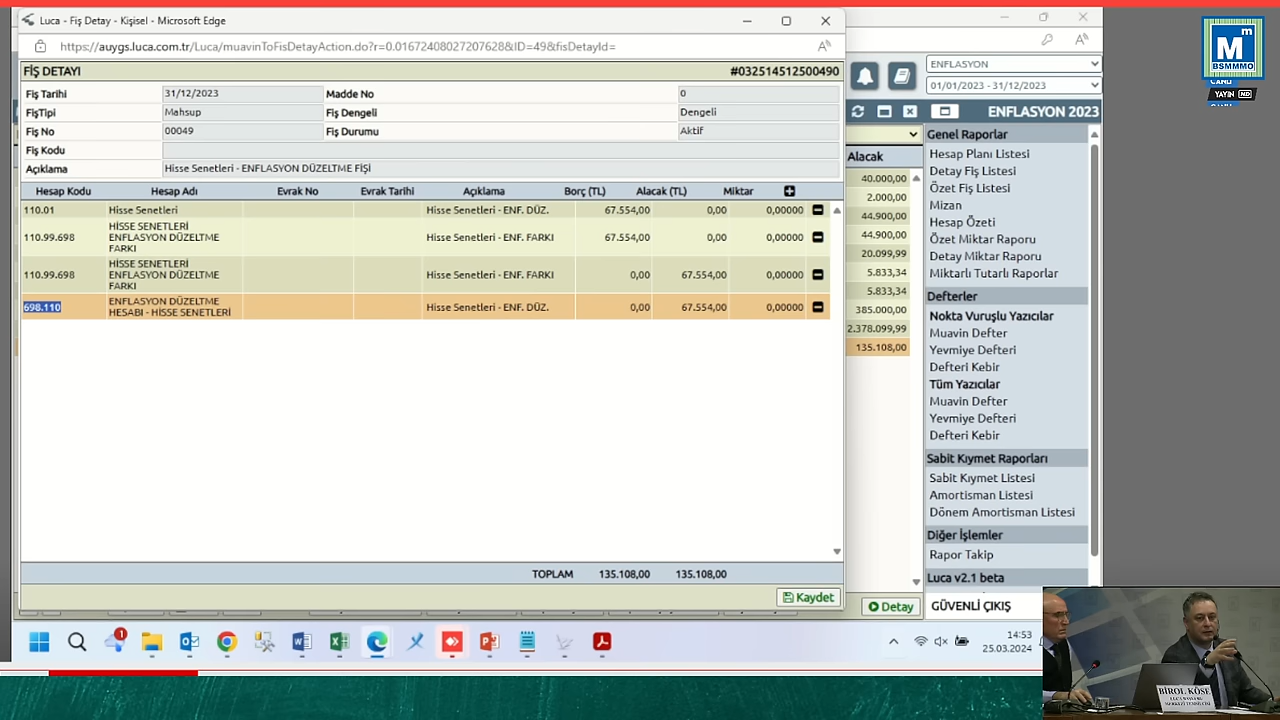 Luca - Fiş Detay - Kişisel - Microsoft Edge
https://auygs.luca.com.tr/Luca/muavinToFisDetayAction.do?r=0.01672408027207628&ID=49&fisDetayId=
FİŞ DETAYI #032514512500490
Fiş Tarihi 31/12/2023 Madde No 0
FişTipi Mahsup Fiş Dengeli Dengeli
Fiş No 00049 Fiş Durumu Aktif
Fiş Kodu
Açıklama Hisse Senetleri - ENFLASYON DÜZELTME FİŞİ
Hesap Kodu Hesap Adı Evrak No Evrak Tarihi Açıklama Borç (TL) Alacak (TL) Miktar
110.01 Hisse Senetleri Hisse Senetleri - ENF. DÜZ. 67.554,00 0,00 0,00000
HİSSE SENETLERİ
110.99.698 ENFLASYON DÜZELTME Hisse Senetleri - ENF. FARKI 67.554,00 0,00 0,00000
FARKI
HİSSE SENETLERİ
110.99.698 ENFLASYON DÜZELTME Hisse Senetleri - ENF. FARKI 0,00 67.554,00 0,00000
FARKI
698.110 ENFLASYON DÜZELTME HESABI - HİSSE SENETLERİ Hisse Senetleri - ENF. DÜZ. 0,00 67.554,00 0,00000
TOPLAM 135.108,00 135.108,00
Kaydet
ENFLASYON
01/01/2023 - 31/12/2023
ENFLASYON 2023
Alacak
40.000,00
2.000,00
44.900,00
44.900,00
20.099,99
5.833,34
5.833,34
385.000,00
2.378.099,99
135.108,00
Detay
Genel Raporlar
Hesap Planı Listesi
Detay Fiş Listesi
Özet Fiş Listesi
Mizan
Hesap Özeti
Özet Miktar Raporu
Detay Miktar Raporu
Miktarlı Tutarlı Raporlar
Defterler
Nokta Vuruşlu Yazıcılar
Muavin Defter
Yevmiye Defteri
Defteri Kebir
Tüm Yazıcılar
Muavin Defter
Yevmiye Defteri
Defteri Kebir
Sabit Kıymet Raporları
Sabit Kıymet Listesi
Amortisman Listesi
Dönem Amortisman Listesi
Diğer İşlemler
Rapor Takip
Luca v2.1 beta
GÜVENLİ ÇIKIŞ
14:53
25.03.2024
1
BSMMMO
YAYIN HD
BİROL KÖSE